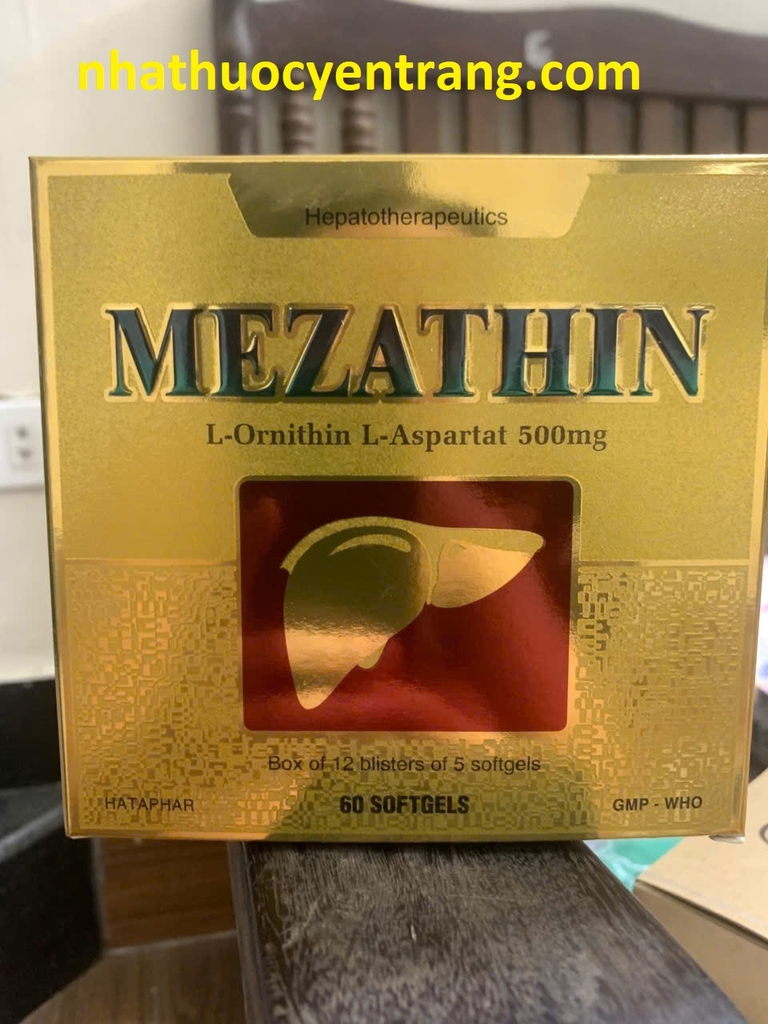 nhathuocyentrang.com
Hepatotherapeutics
MEZATHIN
L-Ornithin L-Aspartat 500mg
Box of 12 blisters of 5 softgels
HATAPHAR 60 SOFTGELS GMP - WHO